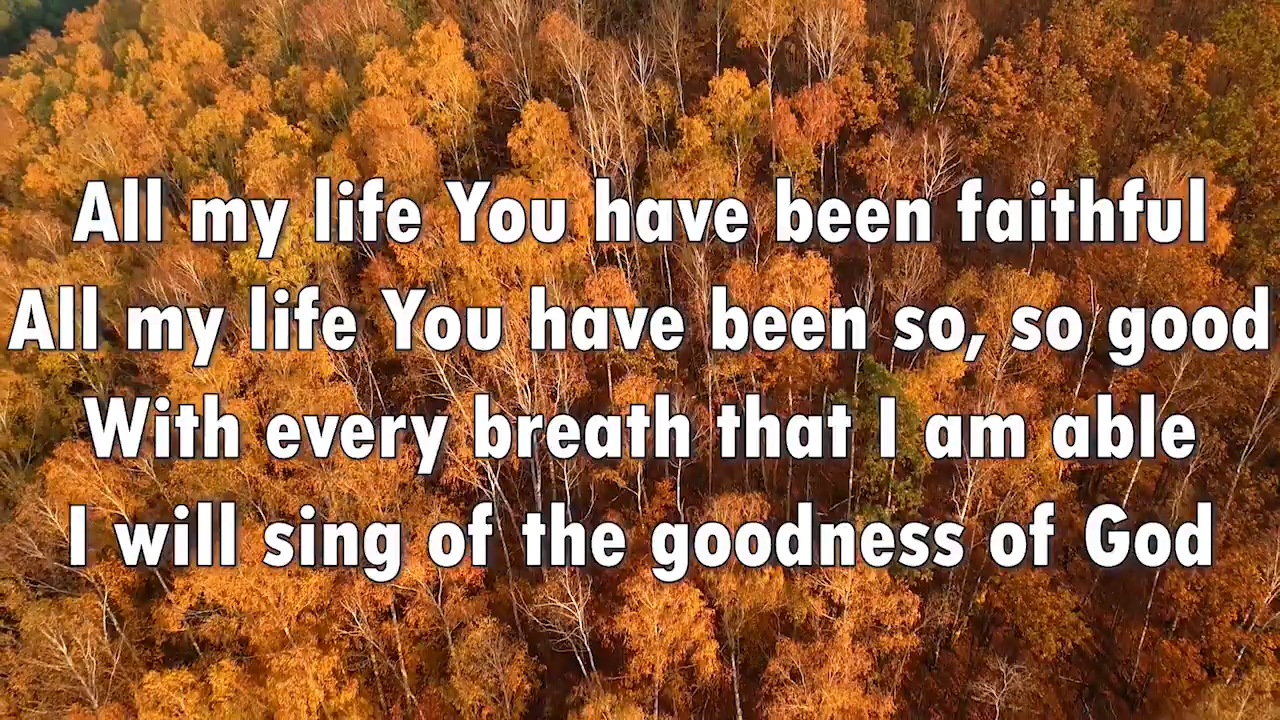 All my life You have been faithful
All my life You have been so, so good
With every breath that I am able
I will sing of the goodness of God